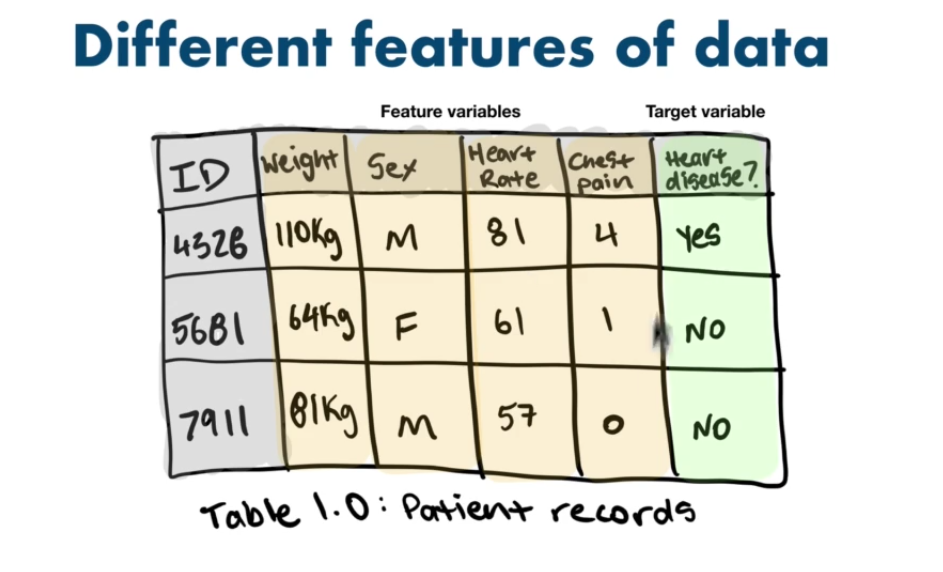 Different features of data
Feature variables Target variable
ID Weight Sex Heart Rate Chest pain Heart disease?
4328 110Kg M 81 4 Yes
5681 64Kg F 61 1 NO
7911 81Kg M 57 0 NO
Table 1.0: Patient records